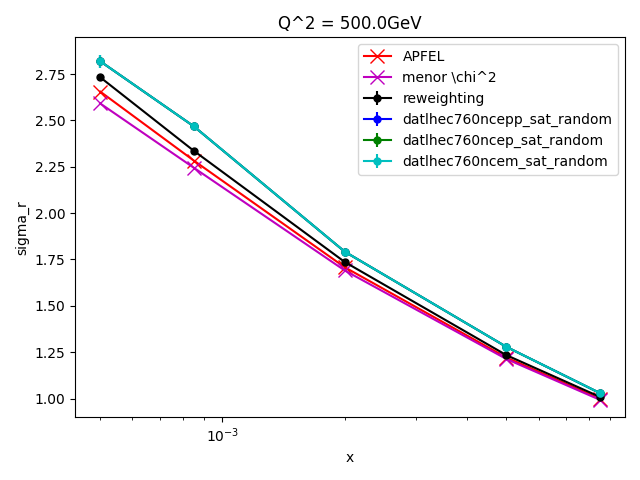 Q^2 = 500.0GeV
APFEL
menor \chi^2
reweighting
datlhec760ncepp_sat_random
datlhec760ncep_sat_random
datlhec760ncem_sat_random
sigma_r
2.75
2.50
2.25
2.00
1.75
1.50
1.25
1.00
10^{-3}
x